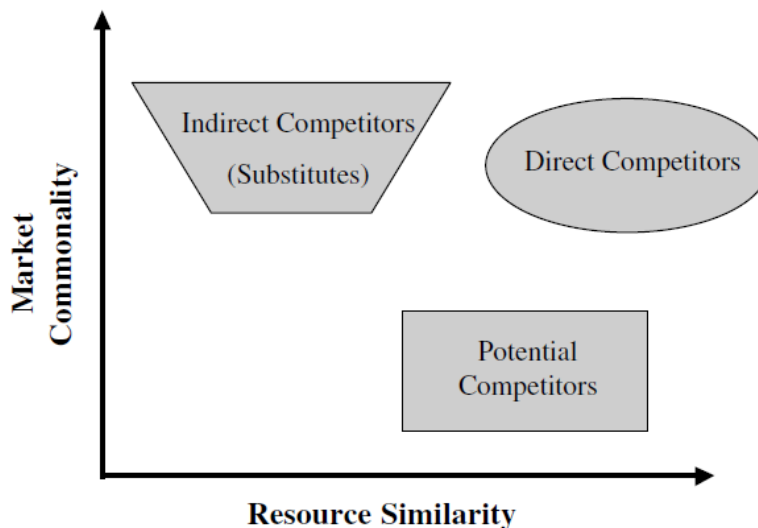 Indirect Competitors
(Substitutes)
Direct Competitors
Potential
Competitors
Market
Commonality
Resource Similarity